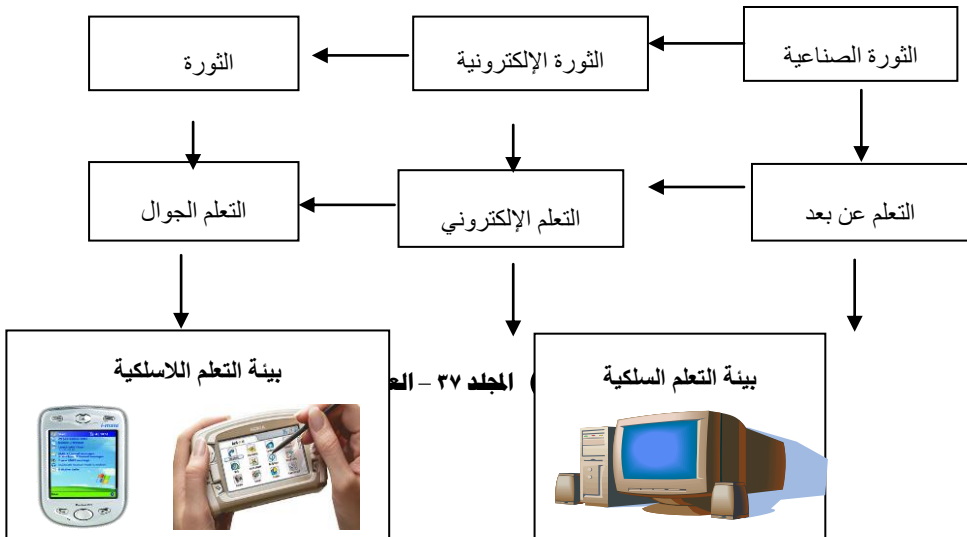 الثورة الصناعية
الثورة الإلكترونية
الثورة
التعلم عن بعد
التعلم الإلكتروني
التعلم الجوال
بيئة التعلم السلكية
) المجلد ٣٧ – الع
بيئة التعلم اللاسلكية